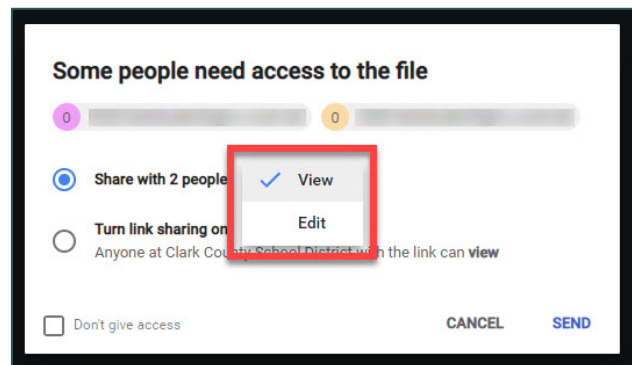 Some people need access to the file
0 0
Share with 2 people
View
Edit
Turn link sharing on
Anyone at Clark County School District with the link can view
Don't give access
CANCEL SEND